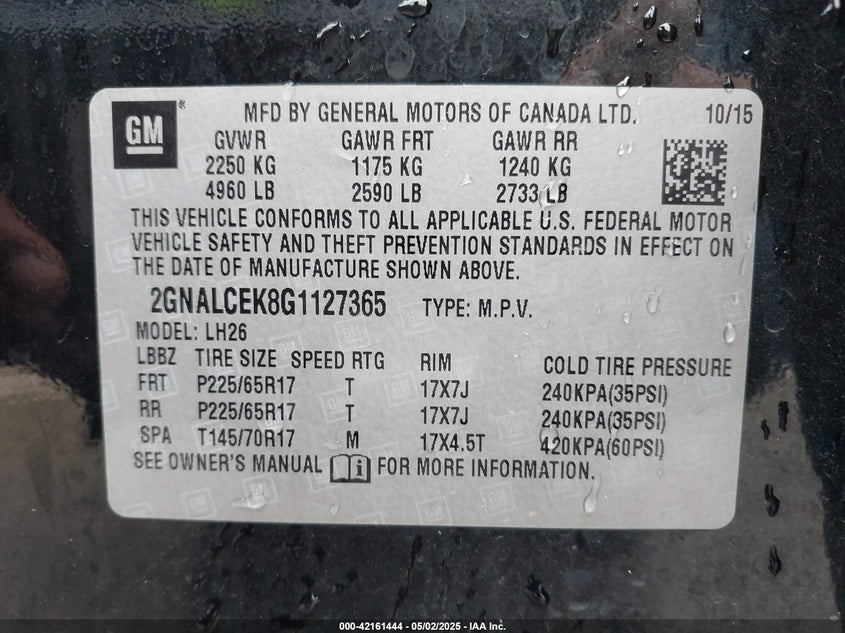 GM ® MFD BY GENERAL MOTORS OF CANADA LTD. 10/15
GVWR GAWR FRT GAWR RR
2250 KG 1175 KG 1240 KG
4960 LB 2590 LB 2733 LB
THIS VEHICLE CONFORMS TO ALL APPLICABLE U.S. FEDERAL MOTOR
VEHICLE SAFETY AND THEFT PREVENTION STANDARDS IN EFFECT ON
THE DATE OF MANUFACTURE SHOWN ABOVE.
2GNALCEK8G1127365 TYPE: M.P.V.
MODEL: LH26
LBBZ TIRE SIZE SPEED RTG RIM COLD TIRE PRESSURE
FRT P225/65R17 T 17X7J 240KPA(35PSI)
RR P225/65R17 T 17X7J 240KPA(35PSI)
SPA T145/70R17 M 17X4.5T 420KPA(60PSI)
SEE OWNER'S MANUAL i FOR MORE INFORMATION.
000-42161444 - 05/02/2025 - IAA Inc.